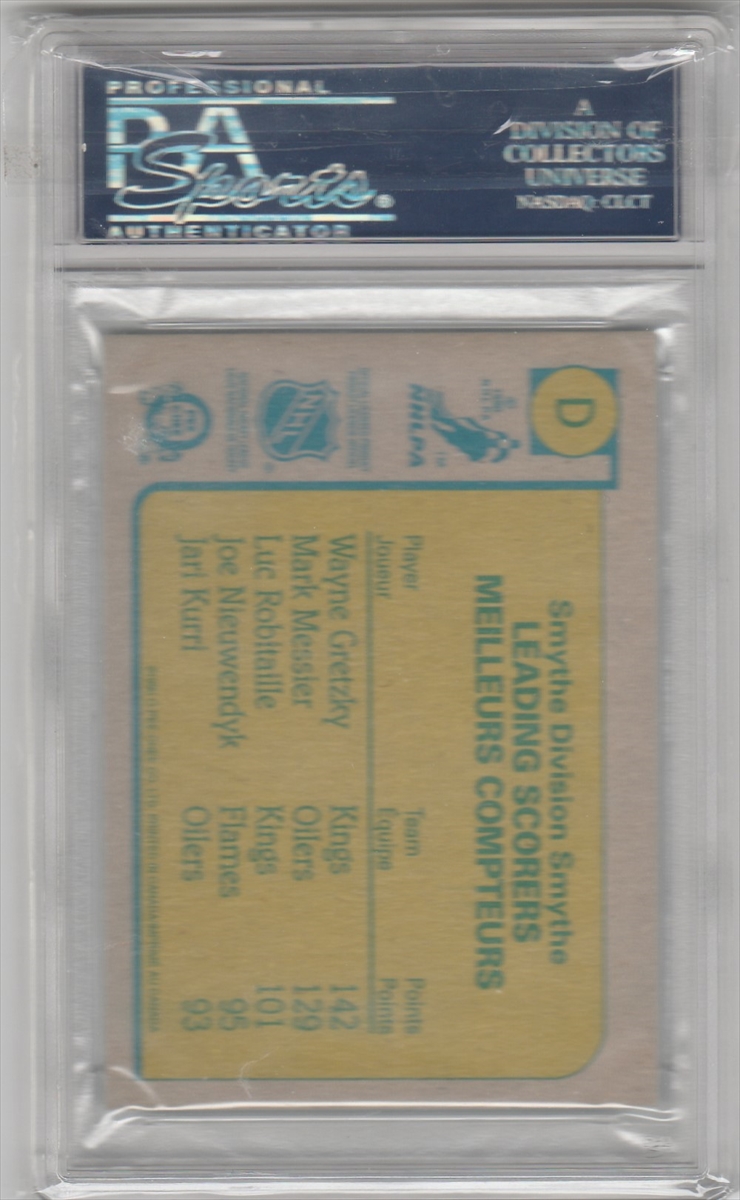 PROFESSIONAL
PSA
Sports®
AUTHENTICATOR
A
DIVISION OF
COLLECTORS
UNIVERSE
NASDAQ: CLCT
D
NHLPA
TM
NHL
Smythe Division Smythe
LEADING SCORERS
MEILLEURS COMPTEURS
Player Team Points
Joueur Equipe Points
Wayne Gretzky Kings 142
Mark Messier Oilers 129
Luc Robitaille Kings 101
Joe Nieuwendyk Flames 95
Jari Kurri Oilers 93